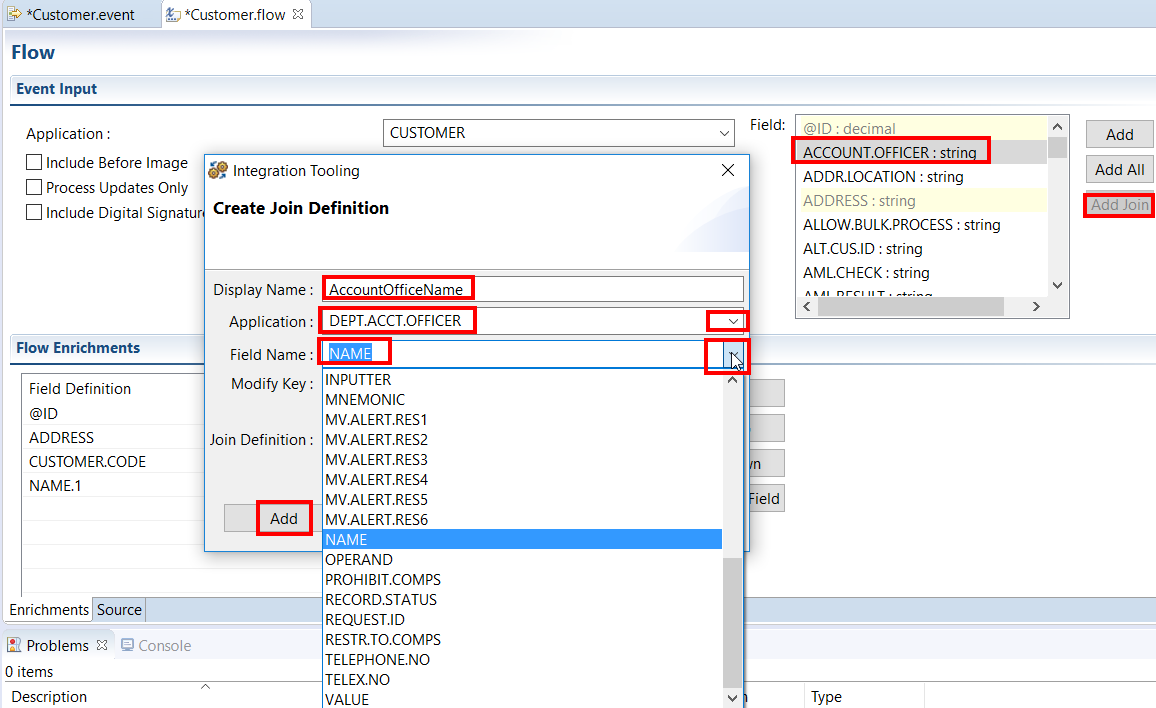 *Customer.event
*Customer.flow
Flow
Event Input
Application :
CUSTOMER
Include Before Image
Process Updates Only
Include Digital Signature
Field:
@ID : decimal
ACCOUNT.OFFICER : string
ADDR.LOCATION : string
ADDRESS : string
ALLOW.BULK.PROCESS : string
ALT.CUS.ID : string
AML.CHECK : string
AML.RESULT : string
Add
Add All
Add Join
Integration Tooling
Create Join Definition
Display Name :
AccountOfficeName
Application :
DEPT.ACCT.OFFICER
Field Name :
NAME
Modify Key :
Join Definition :
Add
INPUTTER
MNEMONIC
MV.ALERT.RES1
MV.ALERT.RES2
MV.ALERT.RES3
MV.ALERT.RES4
MV.ALERT.RES5
MV.ALERT.RES6
NAME
OPERAND
PROHIBIT.COMPS
RECORD.STATUS
REQUEST.ID
RESTR.TO.COMPS
TELEPHONE.NO
TELEX.NO
VALUE
Flow Enrichments
Field Definition
@ID
ADDRESS
CUSTOMER.CODE
NAME.1
wn
Field
Enrichments
Source
Problems
Console
0 items
Description
Type